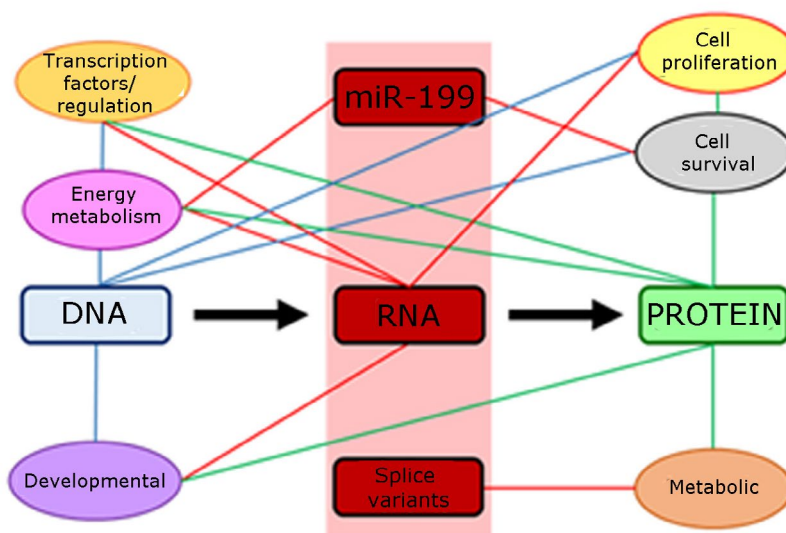 Transcription
factors/
regulation
miR-199
Cell
proliferation
Energy
metabolism
Cell
survival
DNA
RNA
PROTEIN
Developmental
Splice
variants
Metabolic